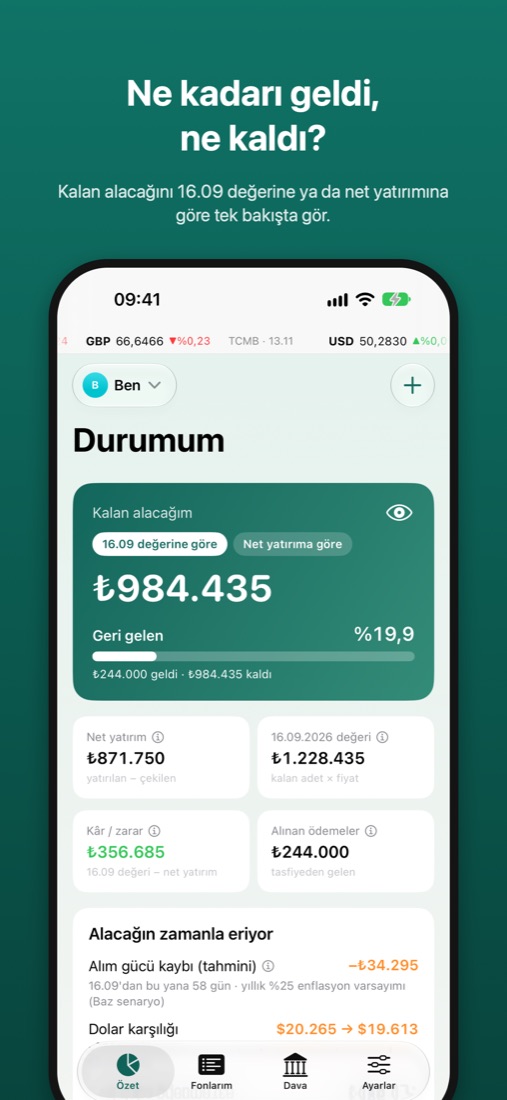 Ne kadarı geldi,
ne kaldı?
Kalan alacağını 16.09 değerine ya da net yatırımına
göre tek bakışta gör.
09:41
4 GBP 66,6466 ▼%0,23 TCMB · 13.11 USD 50,2830 ▲%0,0
B Ben
Durumum
Kalan alacağım
16.09 değerine göre Net yatırıma göre
₺984.435
Geri gelen %19,9
₺244.000 geldi · ₺984.435 kaldı
Net yatırım
₺871.750
yatırılan − çekilen
16.09.2026 değeri
₺1.228.435
kalan adet × fiyat
Kâr / zarar
₺356.685
16.09 değeri − net yatırım
Alınan ödemeler
₺244.000
tasfiyeden gelen
Alacağın zamanla eriyor
Alım gücü kaybı (tahmini) −₺34.295
16.09'dan bu yana 58 gün · yıllık %25 enflasyon varsayımı
(Baz senaryo)
Dolar karşılığı $20.265 → $19.613
Özet Fonlarım Dava Ayarlar